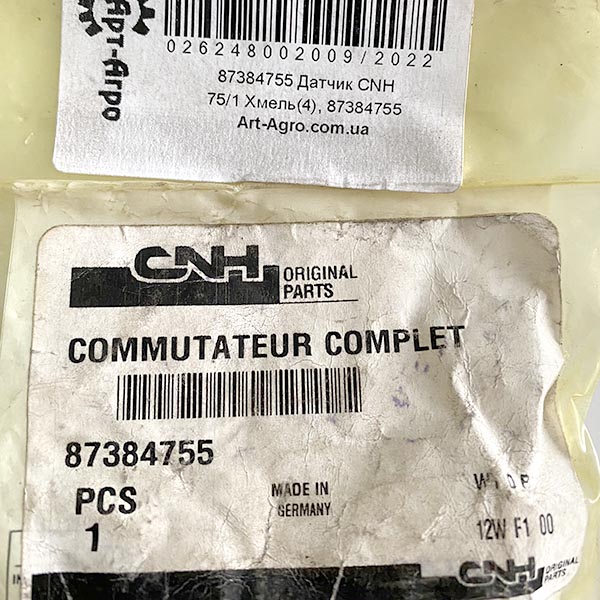 Арт-Агро
026248002009/2022
87384755 Датчик CNH
75/1 Хмель(4), 87384755
Art-Agro.com.ua
CNH ORIGINAL PARTS
COMMUTATEUR COMPLET
87384755
PCS
1
MADE IN
GERMANY
12W F1 00
CNH ORIGINAL PARTS